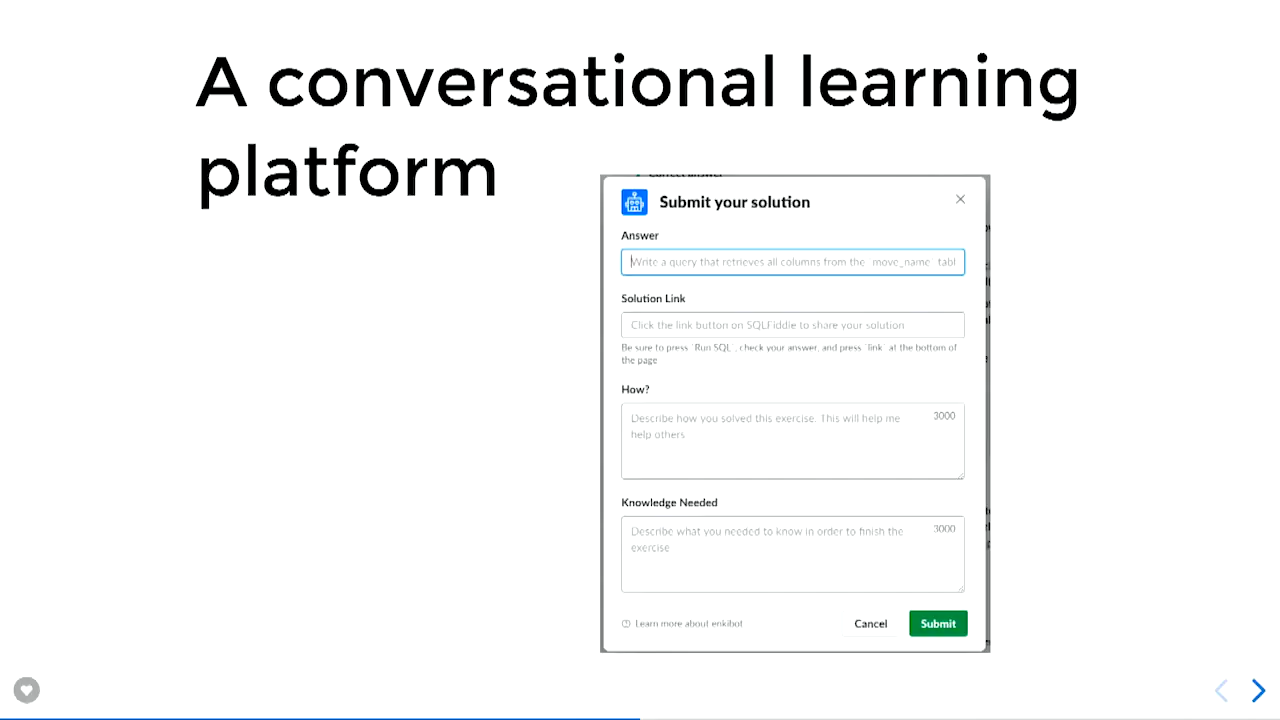 A conversational learning
platform
Correct answer
Submit your solution
Answer
Write a query that retrieves all columns from the `move_name` tabl
Solution Link
Click the link button on SQLFiddle to share your solution
Be sure to press `Run SQL`, check your answer, and press `link` at the bottom of
the page
How?
Describe how you solved this exercise. This will help me
help others
3000
Knowledge Needed
Describe what you needed to know in order to finish the
exercise
3000
Learn more about enkibot
Cancel
Submit